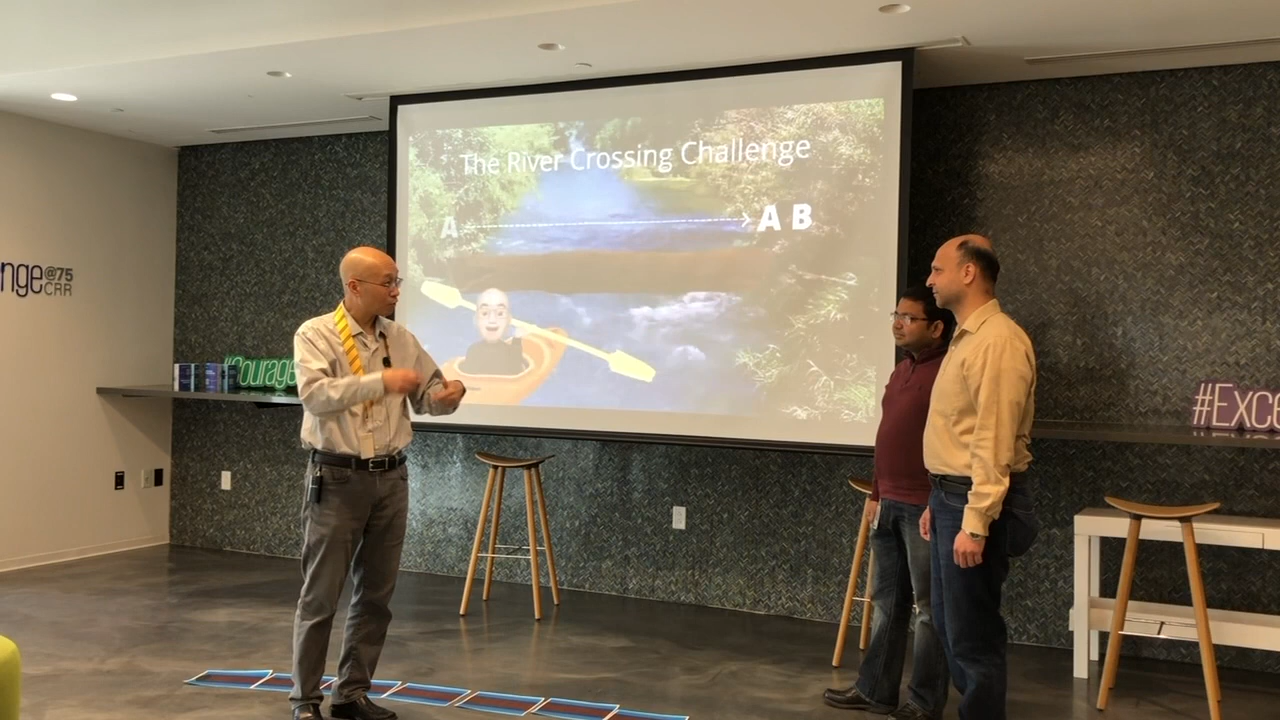 The River Crossing Challenge
A
A B
nge@75
CRR
#Courage
#Exce